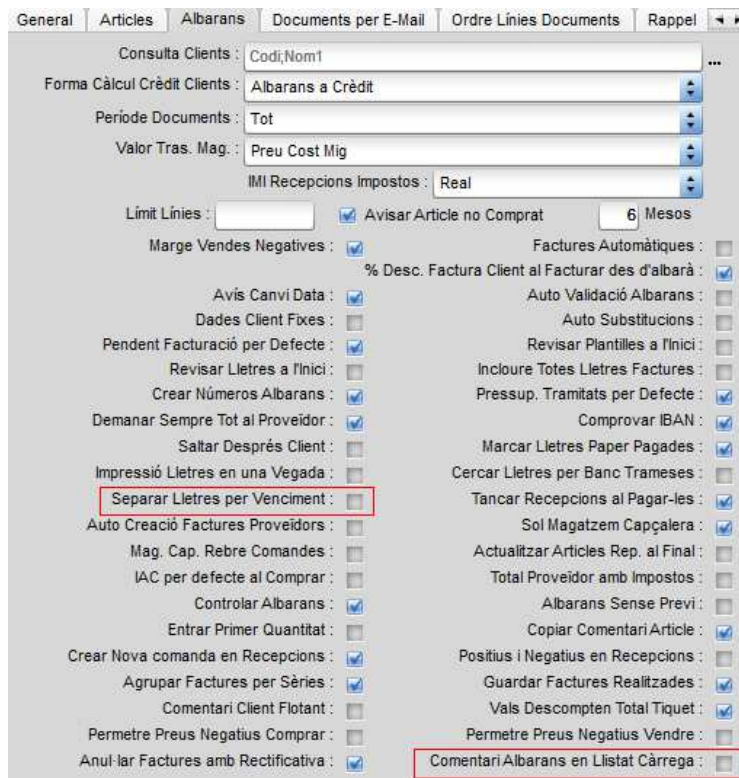 General Articles Albarans Documents per E-Mail Ordre Línies Documents Rappel
Consulta Clients : Codi;Nom1 ...
Forma Càlcul Crèdit Clients : Albarans a Crèdit
Període Documents : Tot
Valor Tras. Mag. : Preu Cost Mig
IMI Recepcions Impostos : Real
Límit Línies : Avisar Article no Comprat 6 Mesos
Marge Vendes Negatives : Factures Automàtiques :
% Desc. Factura Client al Facturar des d'albarà :
Avís Canvi Data : Auto Validació Albarans :
Dades Client Fixes : Auto Substitucions :
Pendent Facturació per Defecte : Revisar Plantilles a l'Inici :
Revisar Lletres a l'Inici : Incloure Totes Lletres Factures :
Crear Números Albarans : Pressup. Tramitats per Defecte :
Demanar Sempre Tot al Proveïdor : Comprovar IBAN :
Saltar Després Client : Marcar Lletres Paper Pagades :
Impressió Lletres en una Vegada : Cercar Lletres per Banc Trameses :
Separar Lletres per Venciment : Tancar Recepcions al Pagar-les :
Auto Creació Factures Proveïdors : Sol Magatzem Capçalera :
Mag. Cap. Rebre Comandes : Actualitzar Articles Rep. al Final :
IAC per defecte al Comprar : Total Proveïdor amb Impostos :
Controlar Albarans : Albarans Sense Previ :
Entrar Primer Quantitat : Copiar Comentari Article :
Crear Nova comanda en Recepcions : Positius i Negatius en Recepcions :
Agrupar Factures per Sèries : Guardar Factures Realitzades :
Comentari Client Flotant : Vals Descompten Total Tiquet :
Permetre Preus Negatius Comprar : Permetre Preus Negatius Vendre :
Anul·lar Factures amb Rectificativa : Comentari Albarans en Llistat Càrrega :